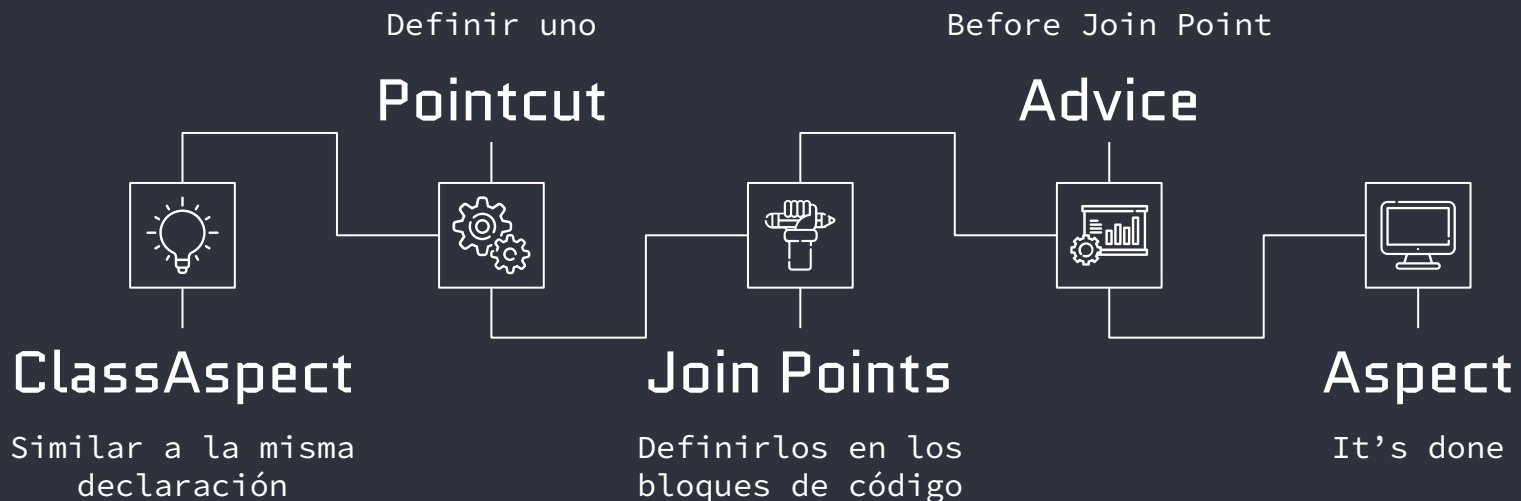 Definir uno
Pointcut
Before Join Point
Advice
ClassAspect
Similar a la misma
declaración
Join Points
Definirlos en los
bloques de código
Aspect
It's done